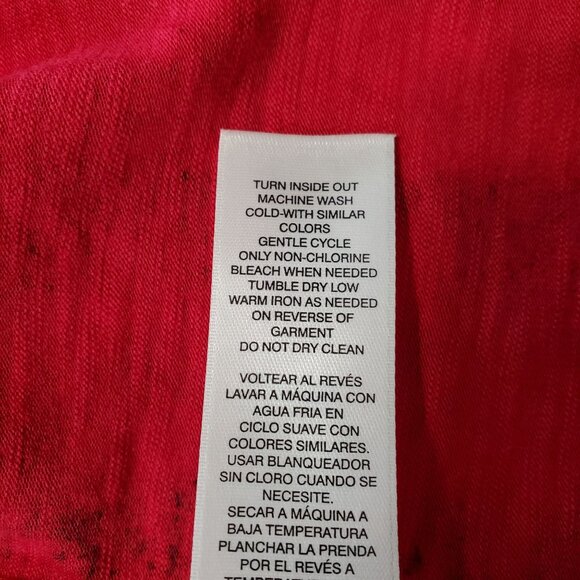 TURN INSIDE OUT
MACHINE WASH
COLD-WITH SIMILAR
COLORS
GENTLE CYCLE
ONLY NON-CHLORINE
BLEACH WHEN NEEDED
TUMBLE DRY LOW
WARM IRON AS NEEDED
ON REVERSE OF
GARMENT
DO NOT DRY CLEAN
VOLTEAR AL REVÉS
LAVAR A MÁQUINA CON
AGUA FRIA EN
CICLO SUAVE CON
COLORES SIMILARES.
USAR BLANQUEADOR
SIN CLORO CUANDO SE
NECESITE.
SECAR A MÁQUINA A
BAJA TEMPERATURA
PLANCHAR LA PRENDA
POR EL REVÉS A